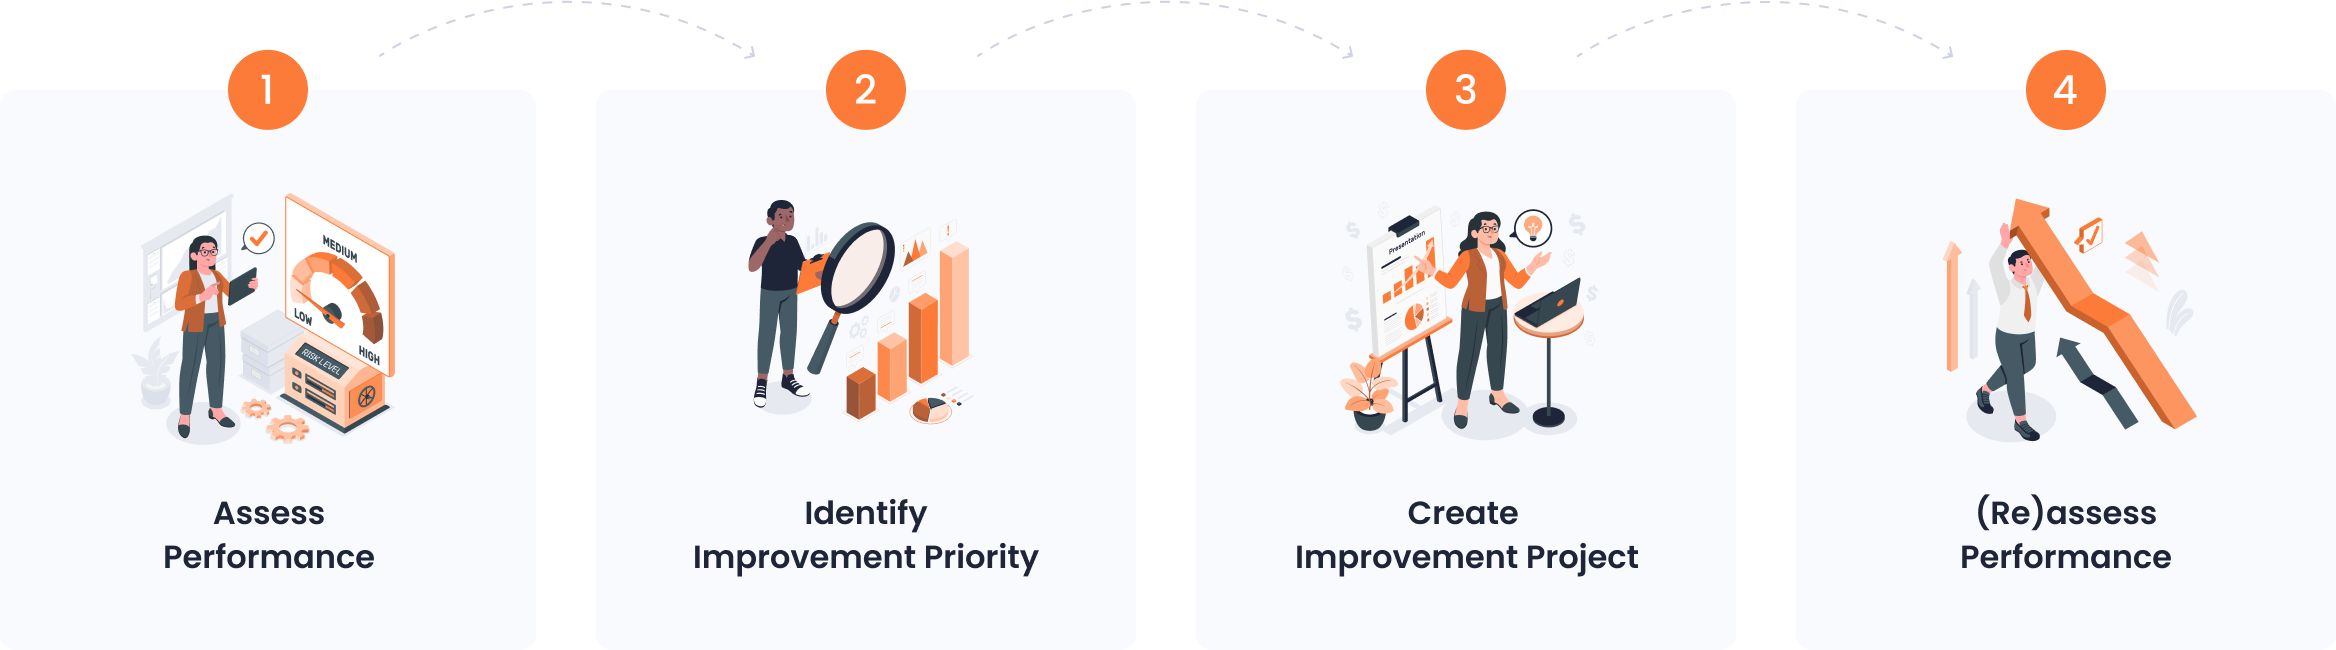 1
2
3
4
MEDIUM
LOW
HIGH
RISK LEVEL
Presentation
Assess
Performance
Identify
Improvement Priority
Create
Improvement Project
(Re)assess
Performance